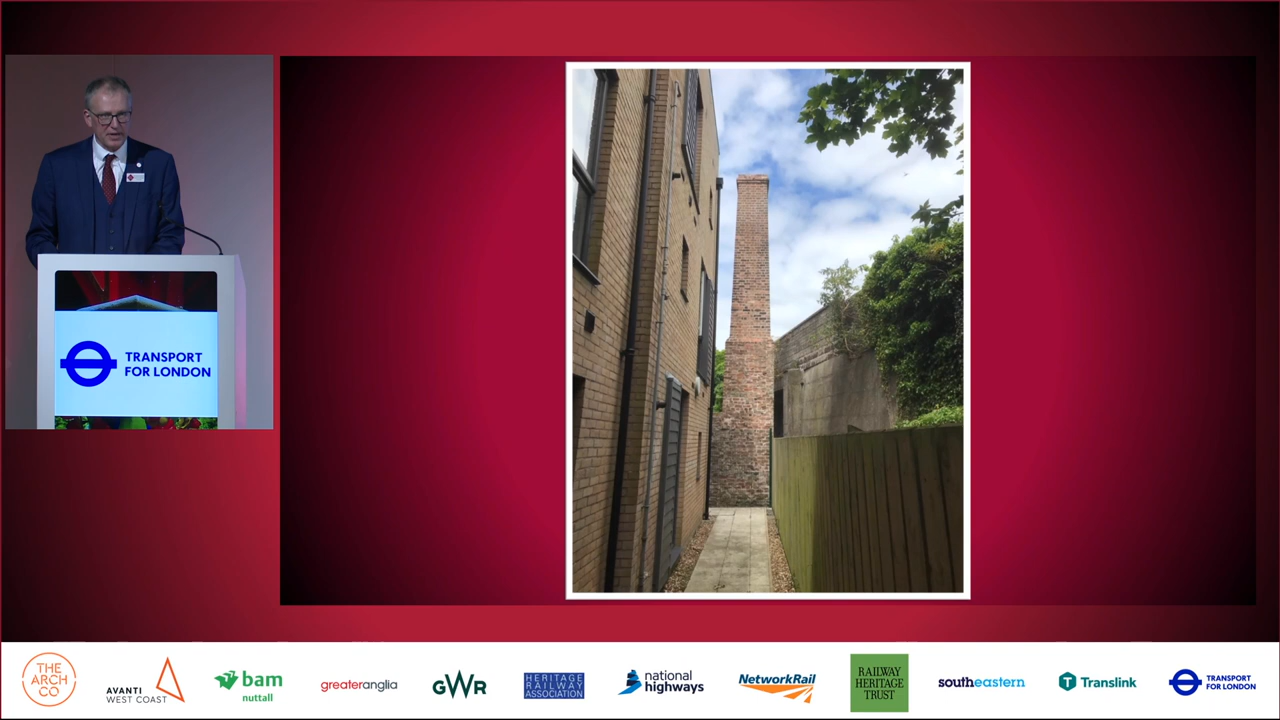 TRANSPORT
FOR LONDON
THE
ARCH
CO
AVANTI
WEST COAST
bam
nuttall
greateranglia
GWR
HERITAGE
RAILWAY
ASSOCIATION
national
highways
NetworkRail
RAILWAY
HERITAGE
TRUST
southeastern
Translink
TRANSPORT
FOR LONDON